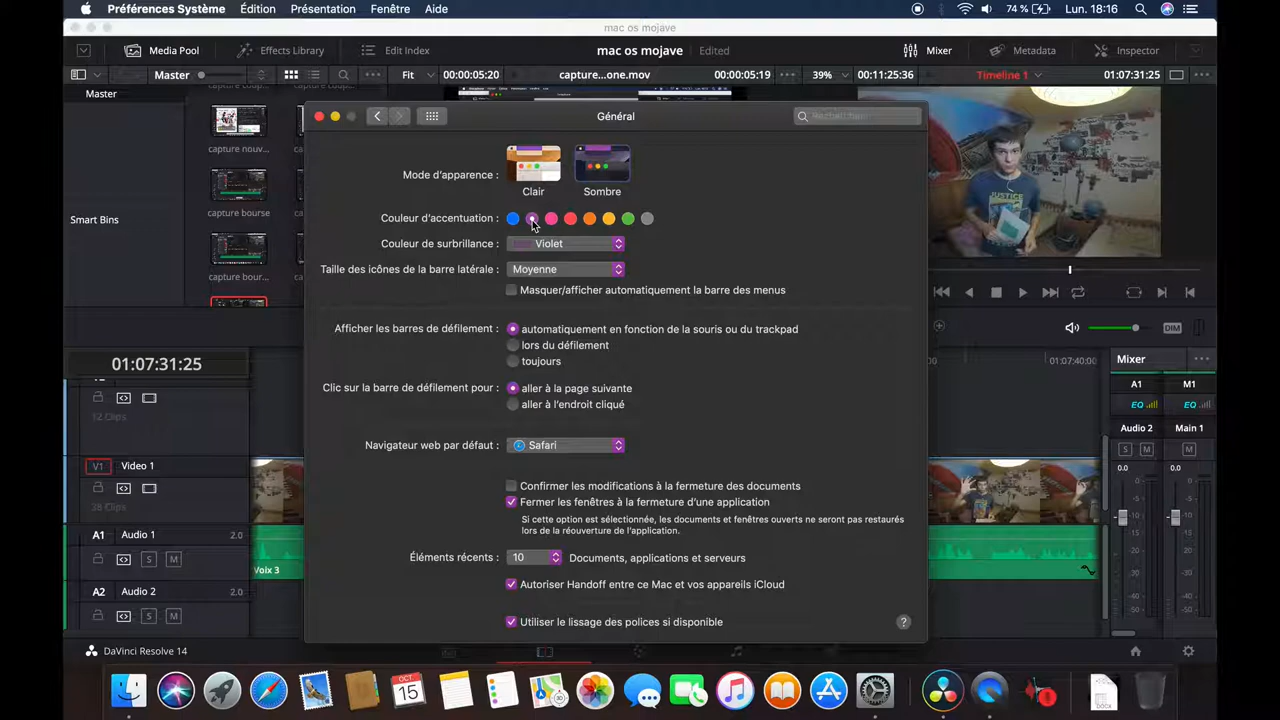 Préférences Système Édition Présentation Fenêtre Aide 74 % Lun. 18:16
mac os mojave
Media Pool Effects Library Edit Index mac os mojave Edited Mixer Metadata Inspector
Master Fit 00:00:05:20 capture...one.mov 00:00:05:19 39% 00:11:25:36 Timeline 1 01:07:31:25
Master
Général
capture nouv...
Mode d'apparence :
Clair Sombre
capture bourse
Smart Bins
Couleur d'accentuation :
Couleur de surbrillance : Violet
Taille des icônes de la barre latérale : Moyenne
capture bour...
Masquer/afficher automatiquement la barre des menus
Afficher les barres de défilement : automatiquement en fonction de la souris ou du trackpad
lors du défilement
toujours
DIM
01:07:31:25
01:07:40:00
Mixer
Clic sur la barre de défilement pour : aller à la page suivante
aller à l'endroit cliqué
A1 M1
EQ EQ
12 Clips
Audio 2 Main 1
Navigateur web par défaut : Safari
S M M
V1 Video 1
0.0 0.0
Confirmer les modifications à la fermeture des documents
Fermer les fenêtres à la fermeture d'une application
Si cette option est sélectionnée, les documents et fenêtres ouverts ne seront pas restaurés
lors de la réouverture de l'application.
38 Clips
A1 Audio 1 2.0
S M
Voix 3
Éléments récents : 10 Documents, applications et serveurs
Autoriser Handoff entre ce Mac et vos appareils iCloud
A2 Audio 2 2.0
S M
Utiliser le lissage des polices si disponible ?
DaVinci Resolve 14
OCT
15
DOCX